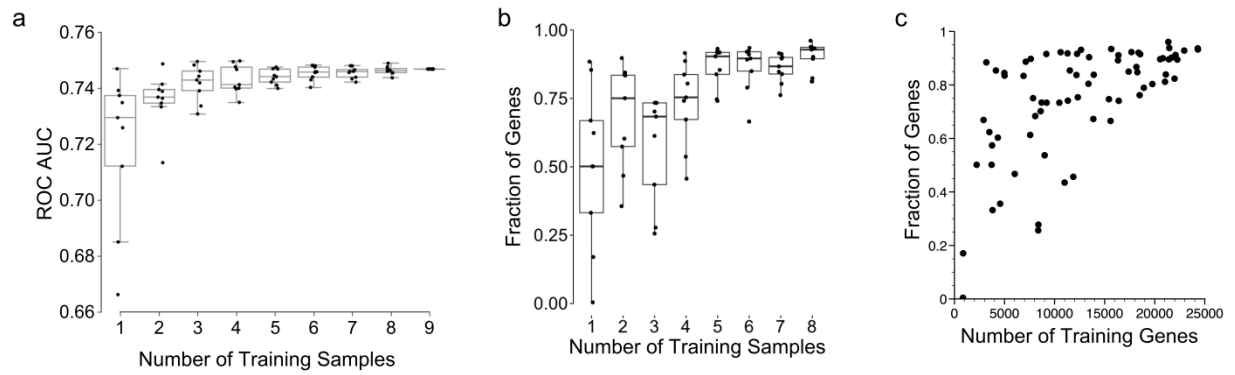 a
0.76
0.74
0.72
0.70
0.68
0.66
ROC AUC
1 2 3 4 5 6 7 8 9
Number of Training Samples
b
1.00
0.75
0.50
0.25
0.00
Fraction of Genes
1 2 3 4 5 6 7 8
Number of Training Samples
c
1
0.8
0.6
0.4
0.2
0
Fraction of Genes
0 5000 10000 15000 20000 25000
Number of Training Genes